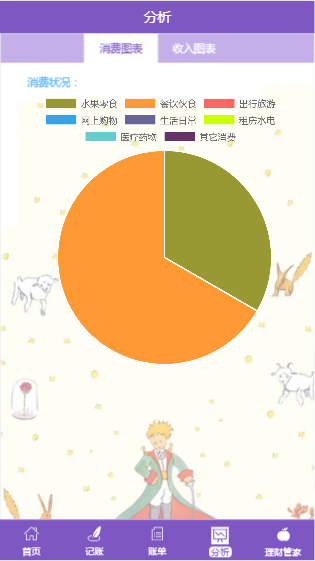 分析
消费图表 收入图表
消费状况：
水果零食 餐饮伙食 出行旅游
网上购物 生活日常 租房水电
医疗药物 其它消费
首页 记账 账单 分析 理财管家